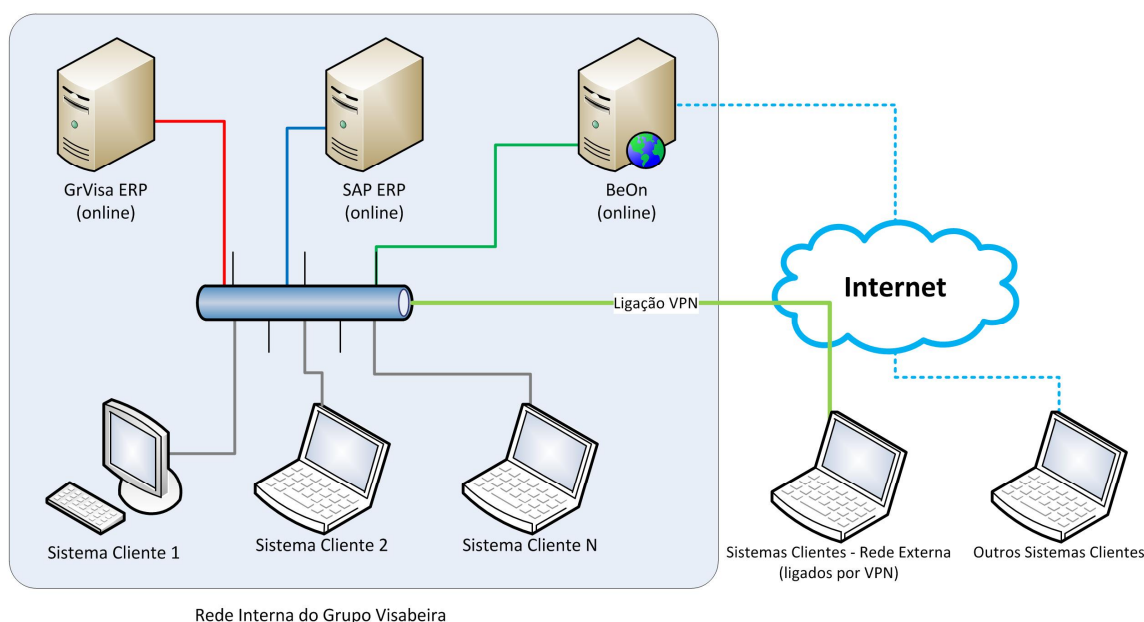 GrVisa ERP
(online)
SAP ERP
(online)
BeOn
(online)
Internet
Ligação VPN
Sistema Cliente 1
Sistema Cliente 2
Sistema Cliente N
Sistemas Clientes - Rede Externa
(ligados por VPN)
Outros Sistemas Clientes
Rede Interna do Grupo Visabeira